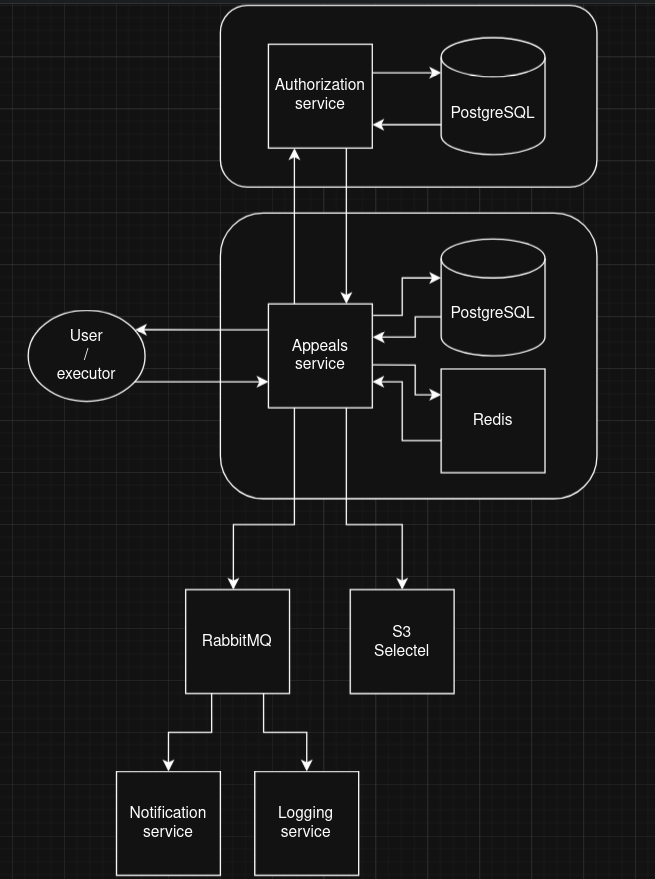 Authorization
service
PostgreSQL
User
/
executor
Appeals
service
PostgreSQL
Redis
RabbitMQ
S3
Selectel
Notification
service
Logging
service